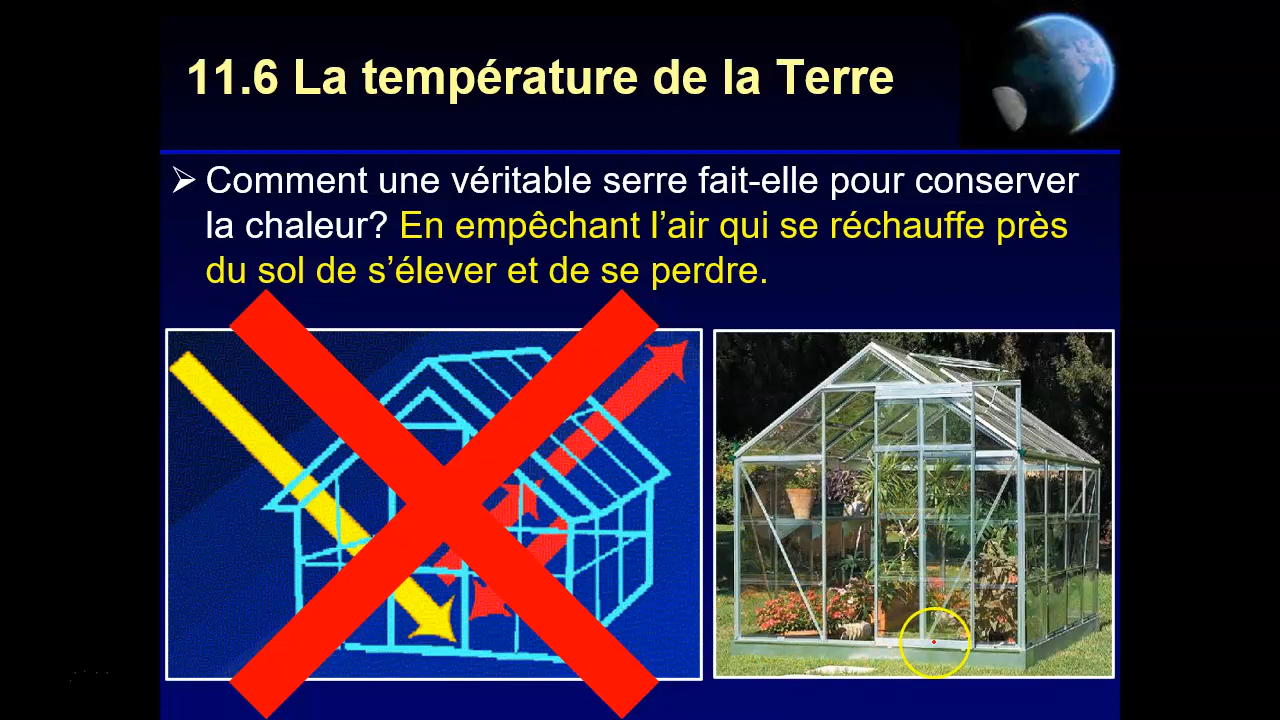 11.6 La température de la Terre
Comment une véritable serre fait-elle pour conserver
la chaleur? En empêchant l’air qui se réchauffe près
du sol de s’élever et de se perdre.